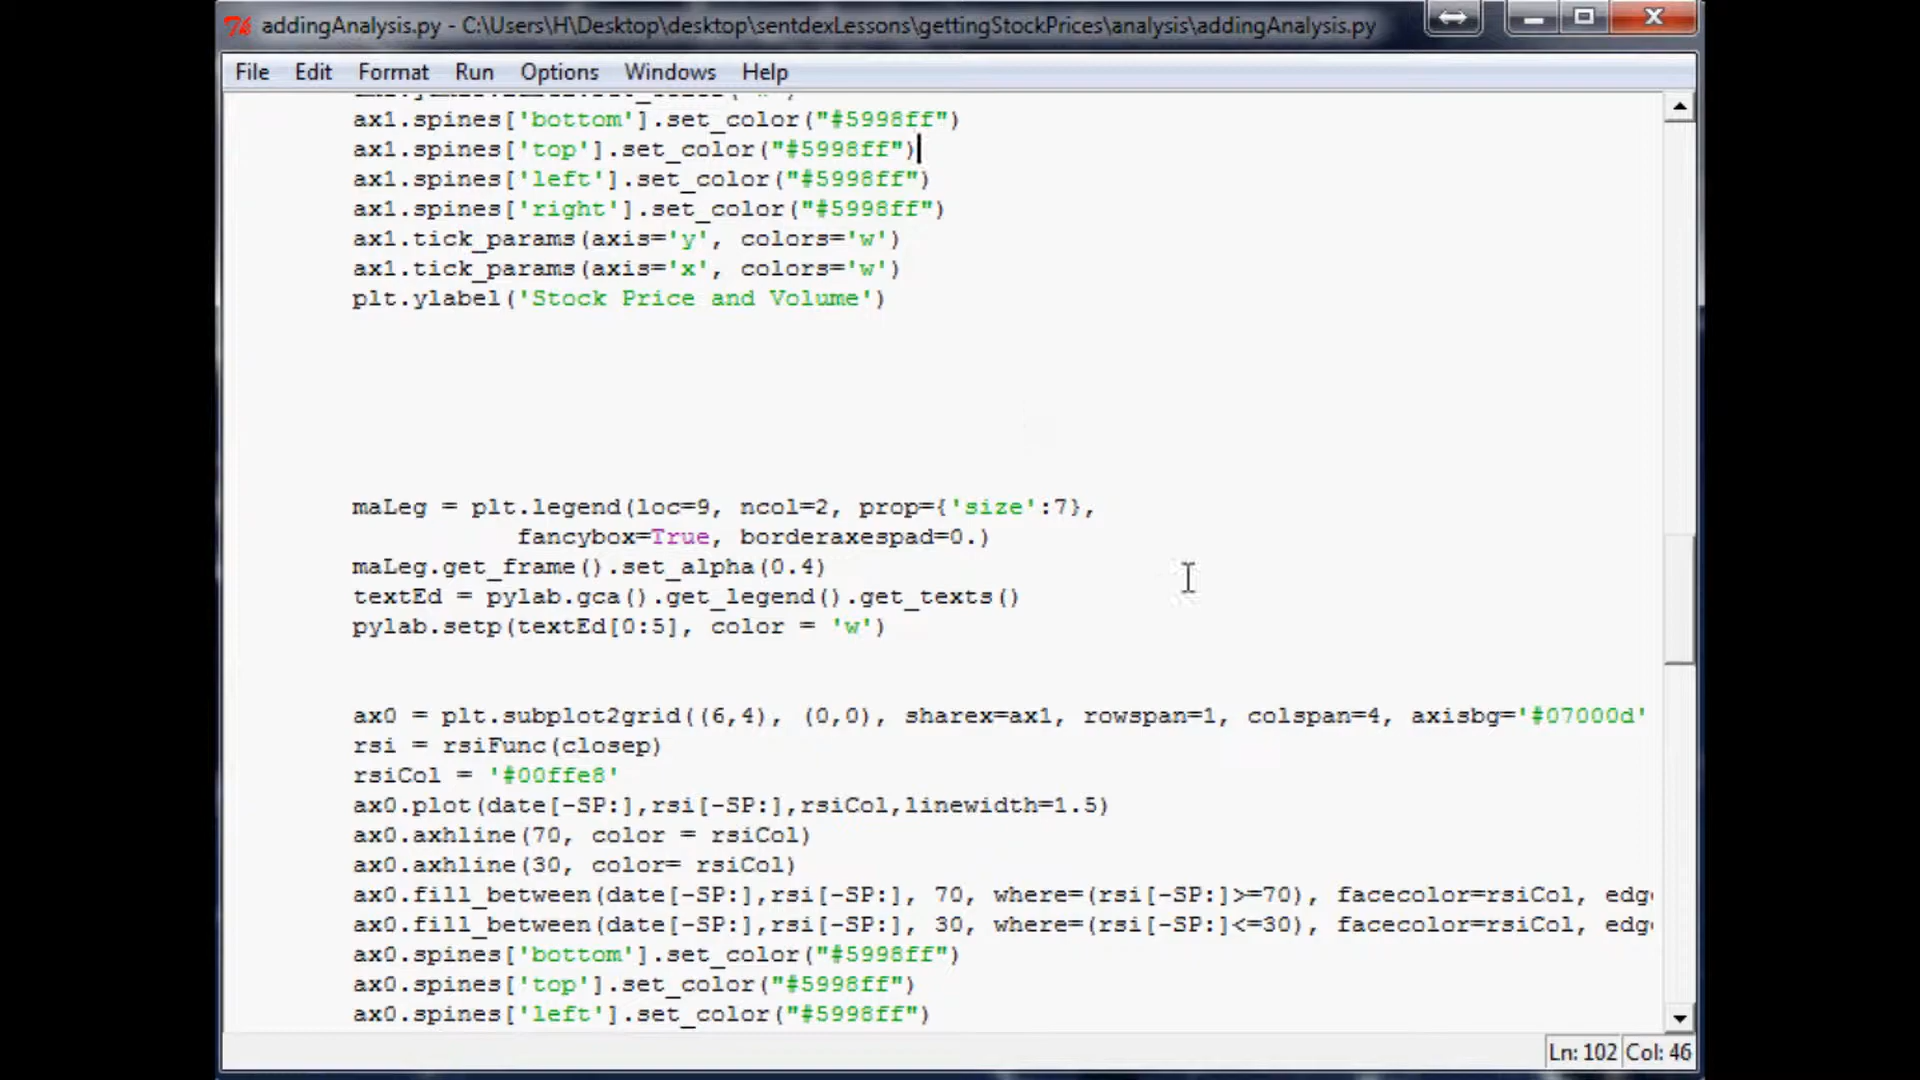 addingAnalysis.py - C:\Users\H\Desktop\desktop\sentdexLessons\gettingStockPrices\analysis\addingAnalysis.py
File Edit Format Run Options Windows Help
ax1.spines['bottom'].set_color("#5998ff")
ax1.spines['top'].set_color("#5998ff")
ax1.spines['left'].set_color("#5998ff")
ax1.spines['right'].set_color("#5998ff")
ax1.tick_params(axis='y', colors='w')
ax1.tick_params(axis='x', colors='w')
plt.ylabel('Stock Price and Volume')
maLeg = plt.legend(loc=9, ncol=2, prop={'size':7},
fancybox=True, borderaxespad=0.)
maLeg.get_frame().set_alpha(0.4)
textEd = pylab.gca().get_legend().get_texts()
pylab.setp(textEd[0:5], color = 'w')
ax0 = plt.subplot2grid((6,4), (0,0), sharex=ax1, rowspan=1, colspan=4, axisbg='#07000d'
rsi = rsiFunc(closep)
rsiCol = '#00ffe8'
ax0.plot(date[-SP:],rsi[-SP:],rsiCol,linewidth=1.5)
ax0.axhline(70, color = rsiCol)
ax0.axhline(30, color= rsiCol)
ax0.fill_between(date[-SP:],rsi[-SP:], 70, where=(rsi[-SP:]>=70), facecolor=rsiCol, edg
ax0.fill_between(date[-SP:],rsi[-SP:], 30, where=(rsi[-SP:]<=30), facecolor=rsiCol, edg
ax0.spines['bottom'].set_color("#5998ff")
ax0.spines['top'].set_color("#5998ff")
ax0.spines['left'].set_color("#5998ff")
Ln: 102 Col: 46